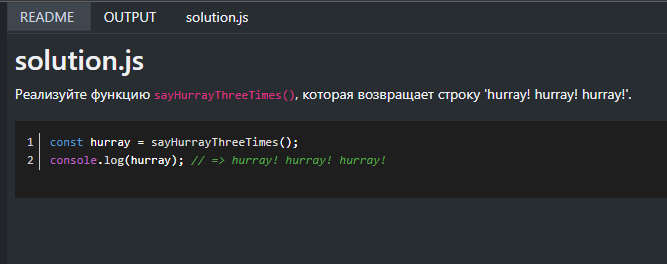 README OUTPUT solution.js
solution.js
Реализуйте функцию sayHurrayThreeTimes(), которая возвращает строку 'hurray! hurray! hurray!'.
1 const hurray = sayHurrayThreeTimes();
2 console.log(hurray); // => hurray! hurray! hurray!